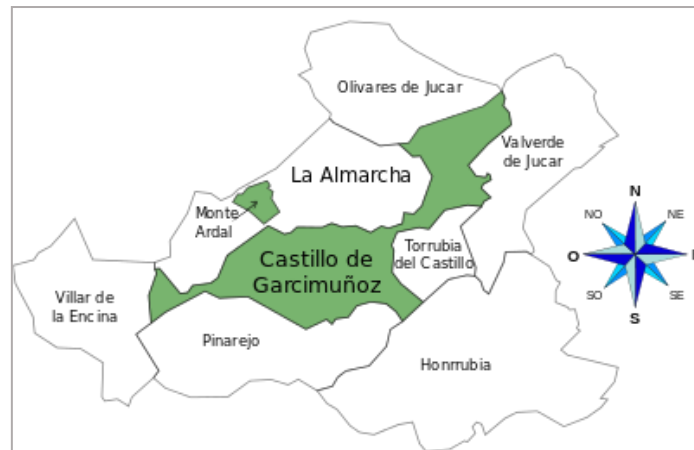 Olivares de Jucar
Valverde
de Jucar
La Almarcha
Monte
Ardal
Torrubia
del Castillo
Castillo de
Garcimuñoz
Villar de
la Encina
Pinarejo
Honrrubia
N
NO
NE
O
SO
SE
S